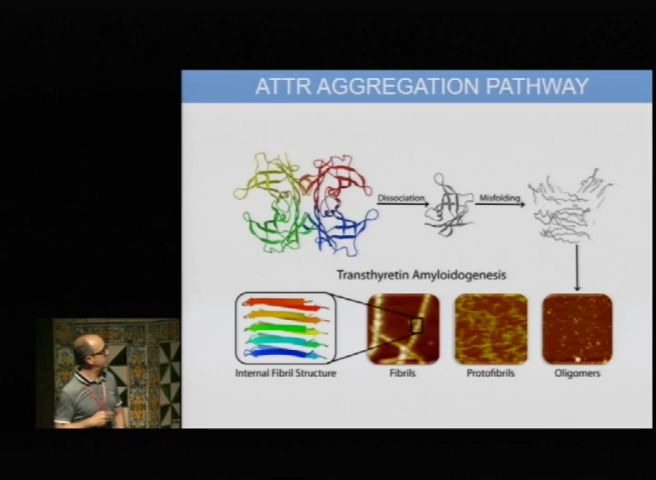 ATTR AGGREGATION PATHWAY
Dissociation
Misfolding
Transthyretin Amyloidogenesis
Internal Fibril Structure
Fibrils
Protofibrils
Oligomers